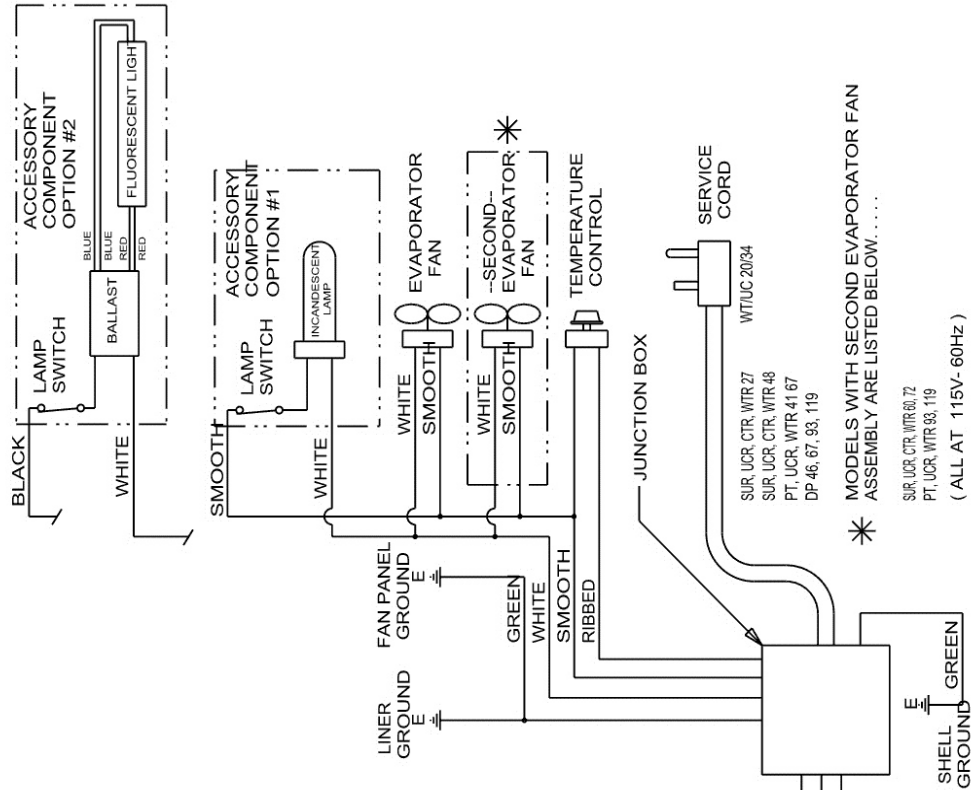 ACCESSORY
COMPONENT
OPTION #2
FLUORESCENT LIGH
BLUE
BLUE
RED
RED
BALLAST
LAMP
SWITCH
BLACK
WHITE
ACCESSORY
COMPONENT
OPTION #1
INCANDESCENT
LAMP
LAMP
SWITCH
SMOOTH
WHITE
EVAPORATOR
FAN
WHITE
SMOOTH
--SECOND--
EVAPORATOR
FAN
WHITE
SMOOTH
TEMPERATURE
CONTROL
FAN PANEL
GROUND
E
LINER
GROUND
E
GREEN
WHITE
SMOOTH
RIBBED
JUNCTION BOX
SERVICE
CORD
SUR, UCR, CTR, WTR 27 WT/UC 20/34
SUR, UCR, CTR, WTR 48
PT, UCR, WTR 41 67
DP 46, 67, 93, 119
MODELS WITH SECOND EVAPORATOR FAN
ASSEMBLY ARE LISTED BELOW. . . . .
SUR, UCR, CTR, WTR 60, 72
PT, UCR, WTR 93, 119
( ALL AT 115V- 60Hz )
E
SHELL
GROUND
GREEN